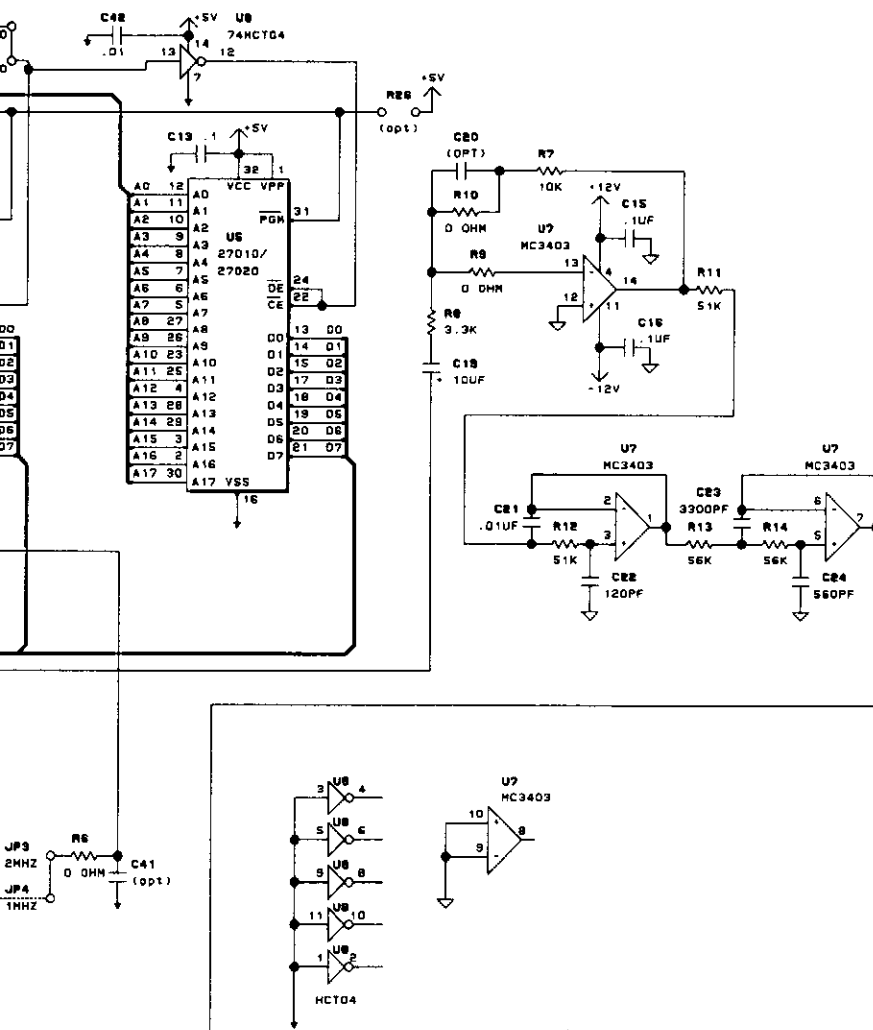 C42
+5V
U8
74HCT04
.01
14
13
12
7
R26
+5V
(opt)
C13
.1
+5V
32
1
VCC
VPP
A0 12 A0
A1 11 A1
A2 10 A2
A3 9 A3
A4 8 A4
A5 7 A5
A6 6 A6
A7 5 A7
A8 27 A8
A9 26 A9
A10 23 A10
A11 25 A11
A12 4 A12
A13 28 A13
A14 29 A14
A15 3 A15
A16 2 A16
A17 30 A17
PGM 31
U6
27010/
27020
OE 24
CE 22
D0 13 D0
D1 14 D1
D2 15 D2
D3 17 D3
D4 18 D4
D5 19 D5
D6 20 D6
D7 21 D7
VSS
16
D0
D1
D2
D3
D4
D5
D6
D7
C20
(OPT)
R7
10K
R10
0 OHM
+12V
C15
.1UF
U7
MC3403
R9
0 OHM
13
4
14
12
11
R11
51K
R8
3.3K
C16
.1UF
C19
+ 10UF
-12V
U7
MC3403
C21
.01UF
2
-
1
3
+
R12
51K
C22
120PF
U7
MC3403
C23
3300PF
R13
56K
R14
56K
6
-
7
5
+
C24
560PF
U8
3
4
U8
5
6
U8
9
8
U8
11
10
U8
1
2
HCT04
U7
MC3403
10
+
8
9
-
JP3
2MHZ
R6
0 OHM
C41
(opt)
JP4
1MHZ